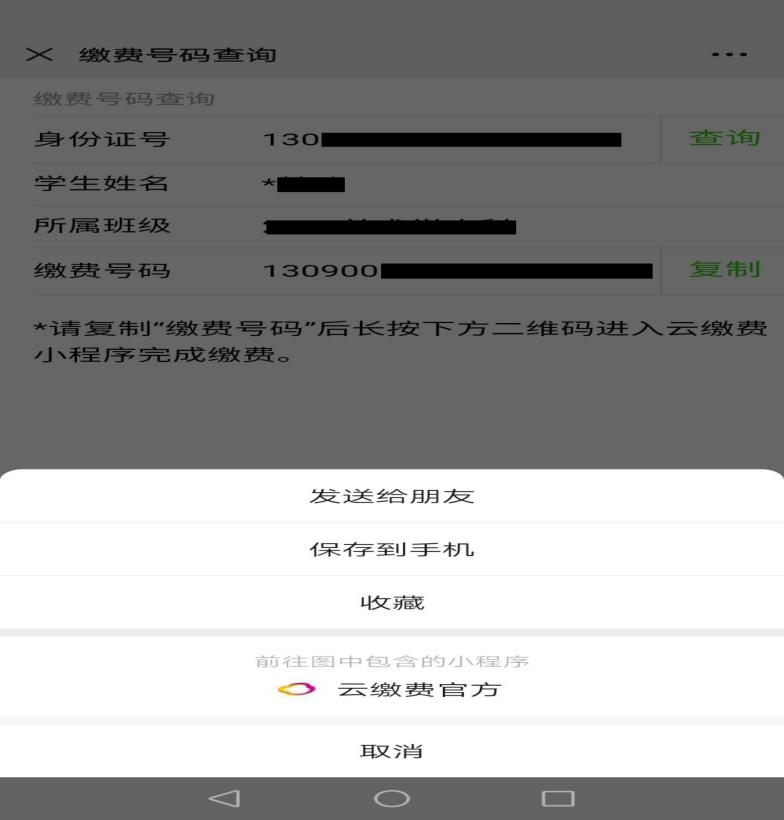 缴费号码查询
缴费号码查询
身份证号 130 查询
学生姓名 *
所属班级
缴费号码 130900 复制
*请复制“缴费号码”后长按下方二维码进入云缴费
小程序完成缴费。
发送给朋友
保存到手机
收藏
前往图中包含的小程序
云缴费官方
取消